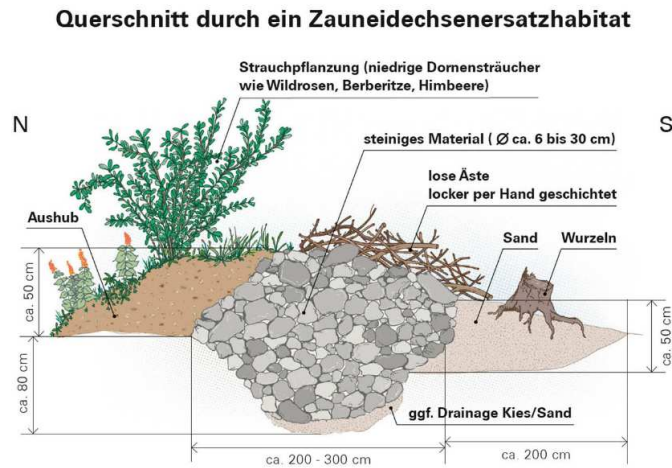 Querschnitt durch ein Zauneidechsenersatzhabitat
Strauchpflanzung (niedrige Dornensträucher
wie Wildrosen, Berberitze, Himbeere)
N
S
steiniges Material ( Ø ca. 6 bis 30 cm)
lose Äste
locker per Hand geschichtet
Aushub
Sand
Wurzeln
ca. 50 cm
ca. 80 cm
ca. 50 cm
ggf. Drainage Kies/Sand
ca. 200 - 300 cm
ca. 200 cm